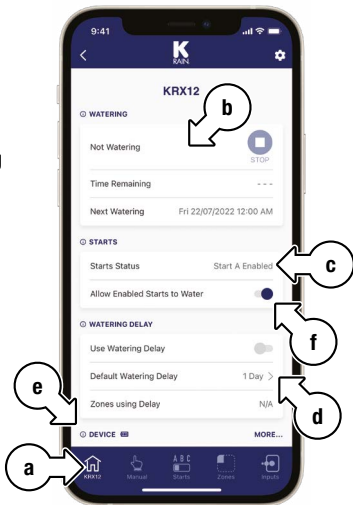 9:41
K
RAIN
KRX12
WATERING
Not Watering
STOP
Time Remaining - - -
Next Watering Fri 22/07/2022 12:00 AM
STARTS
Starts Status Start A Enabled
Allow Enabled Starts to Water
WATERING DELAY
Use Watering Delay
Default Watering Delay 1 Day >
Zones using Delay N/A
DEVICE MORE...
KRX12 Manual A B C Starts Zones Inputs
b
c
f
e
d
a